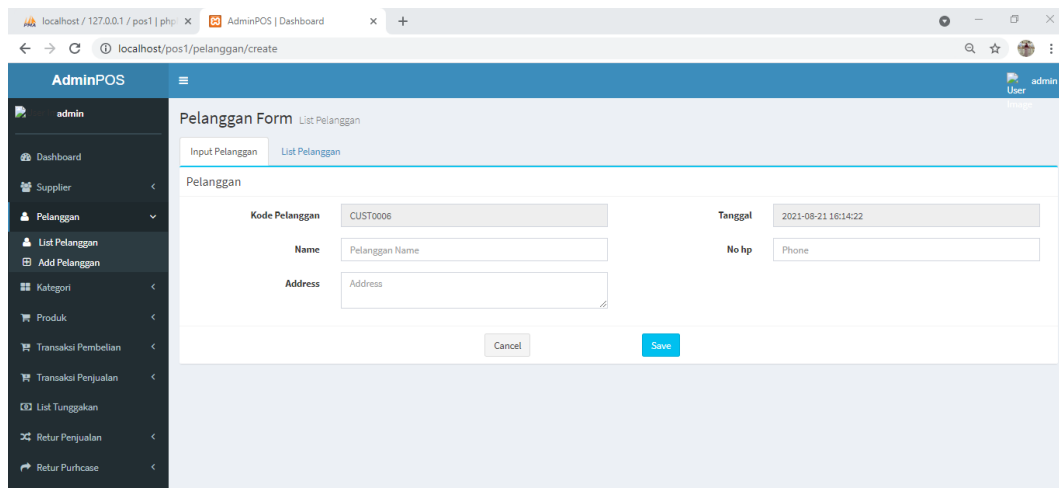 localhost / 127.0.0.1 / pos1 | php
AdminPOS | Dashboard
localhost/pos1/pelanggan/create
AdminPOS
User Image
admin
admin
Pelanggan Form List Pelanggan
Input Pelanggan
List Pelanggan
Dashboard
Supplier
Pelanggan
List Pelanggan
Add Pelanggan
Kategori
Produk
Transaksi Pembelian
Transaksi Penjualan
List Tunggakan
Retur Penjualan
Retur Purhcase
Pelanggan
Kode Pelanggan CUST0006
Tanggal 2021-08-21 16:14:22
Name Pelanggan Name
No hp Phone
Address Address
Cancel
Save